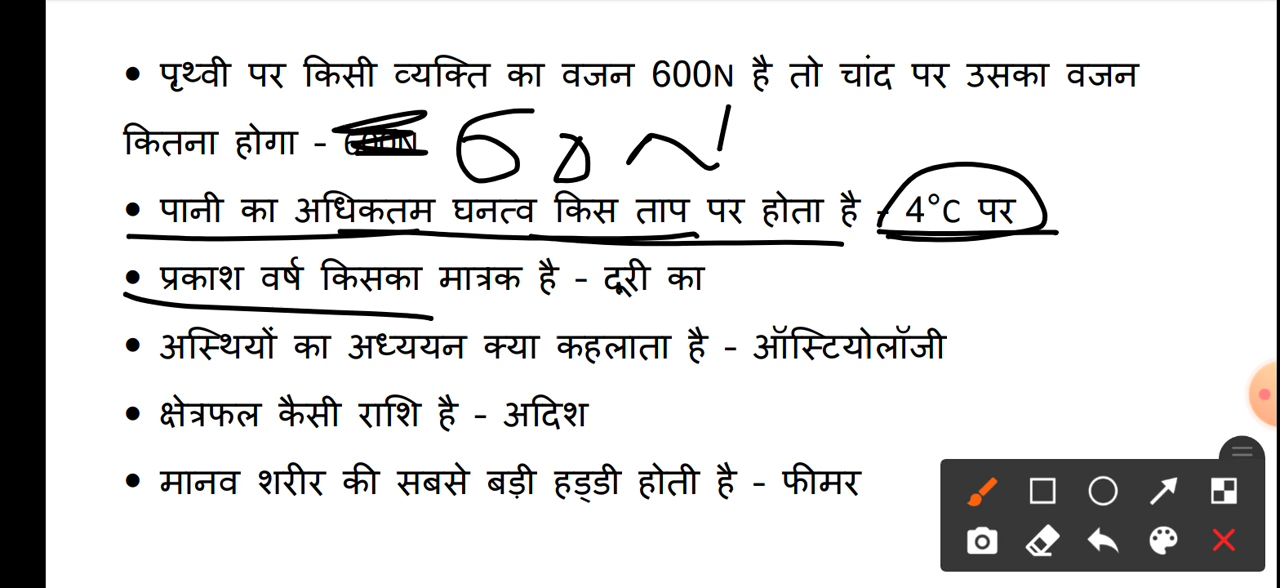 • पृथ्वी पर किसी व्यक्ति का वजन 600N है तो चांद पर उसका वजन
कितना होगा - 600N 60N
• पानी का अधिकतम घनत्व किस ताप पर होता है - 4°C पर
• प्रकाश वर्ष किसका मात्रक है - दूरी का
• अस्थियों का अध्ययन क्या कहलाता है - ऑस्टियोलॉजी
• क्षेत्रफल कैसी राशि है - अदिश
• मानव शरीर की सबसे बड़ी हड्डी होती है - फीमर